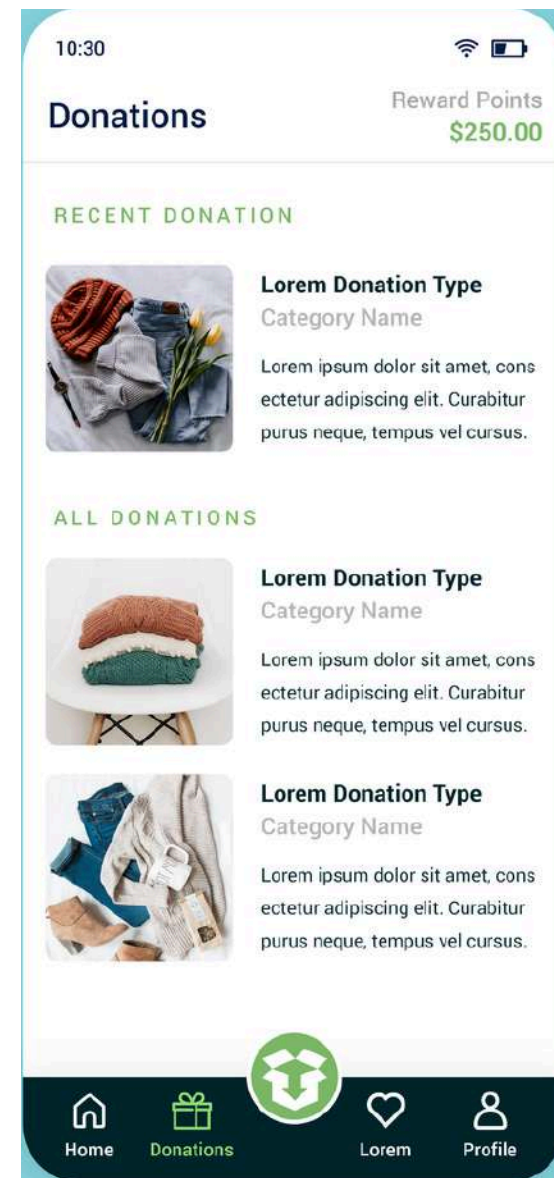 10:30
Donations
Reward Points
$250.00
RECENT DONATION
Lorem Donation Type
Category Name
Lorem ipsum dolor sit amet, cons
ectetur adipiscing elit. Curabitur
purus neque, tempus vel cursus.
ALL DONATIONS
Lorem Donation Type
Category Name
Lorem ipsum dolor sit amet, cons
ectetur adipiscing elit. Curabitur
purus neque, tempus vel cursus.
Lorem Donation Type
Category Name
Lorem ipsum dolor sit amet, cons
ectetur adipiscing elit. Curabitur
purus neque, tempus vel cursus.
Home
Donations
Lorem
Profile